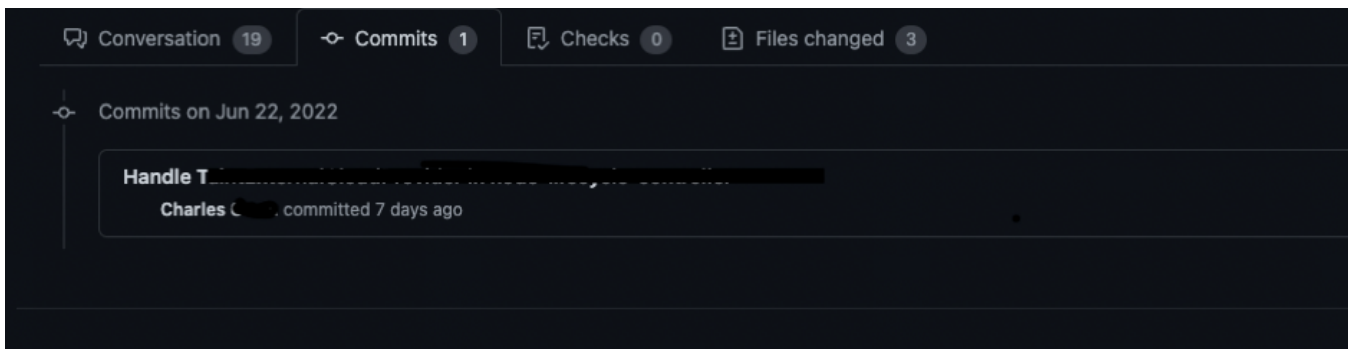 Conversation 19 Commits 1 Checks 0 Files changed 3
Commits on Jun 22, 2022
Handle
Charles committed 7 days ago